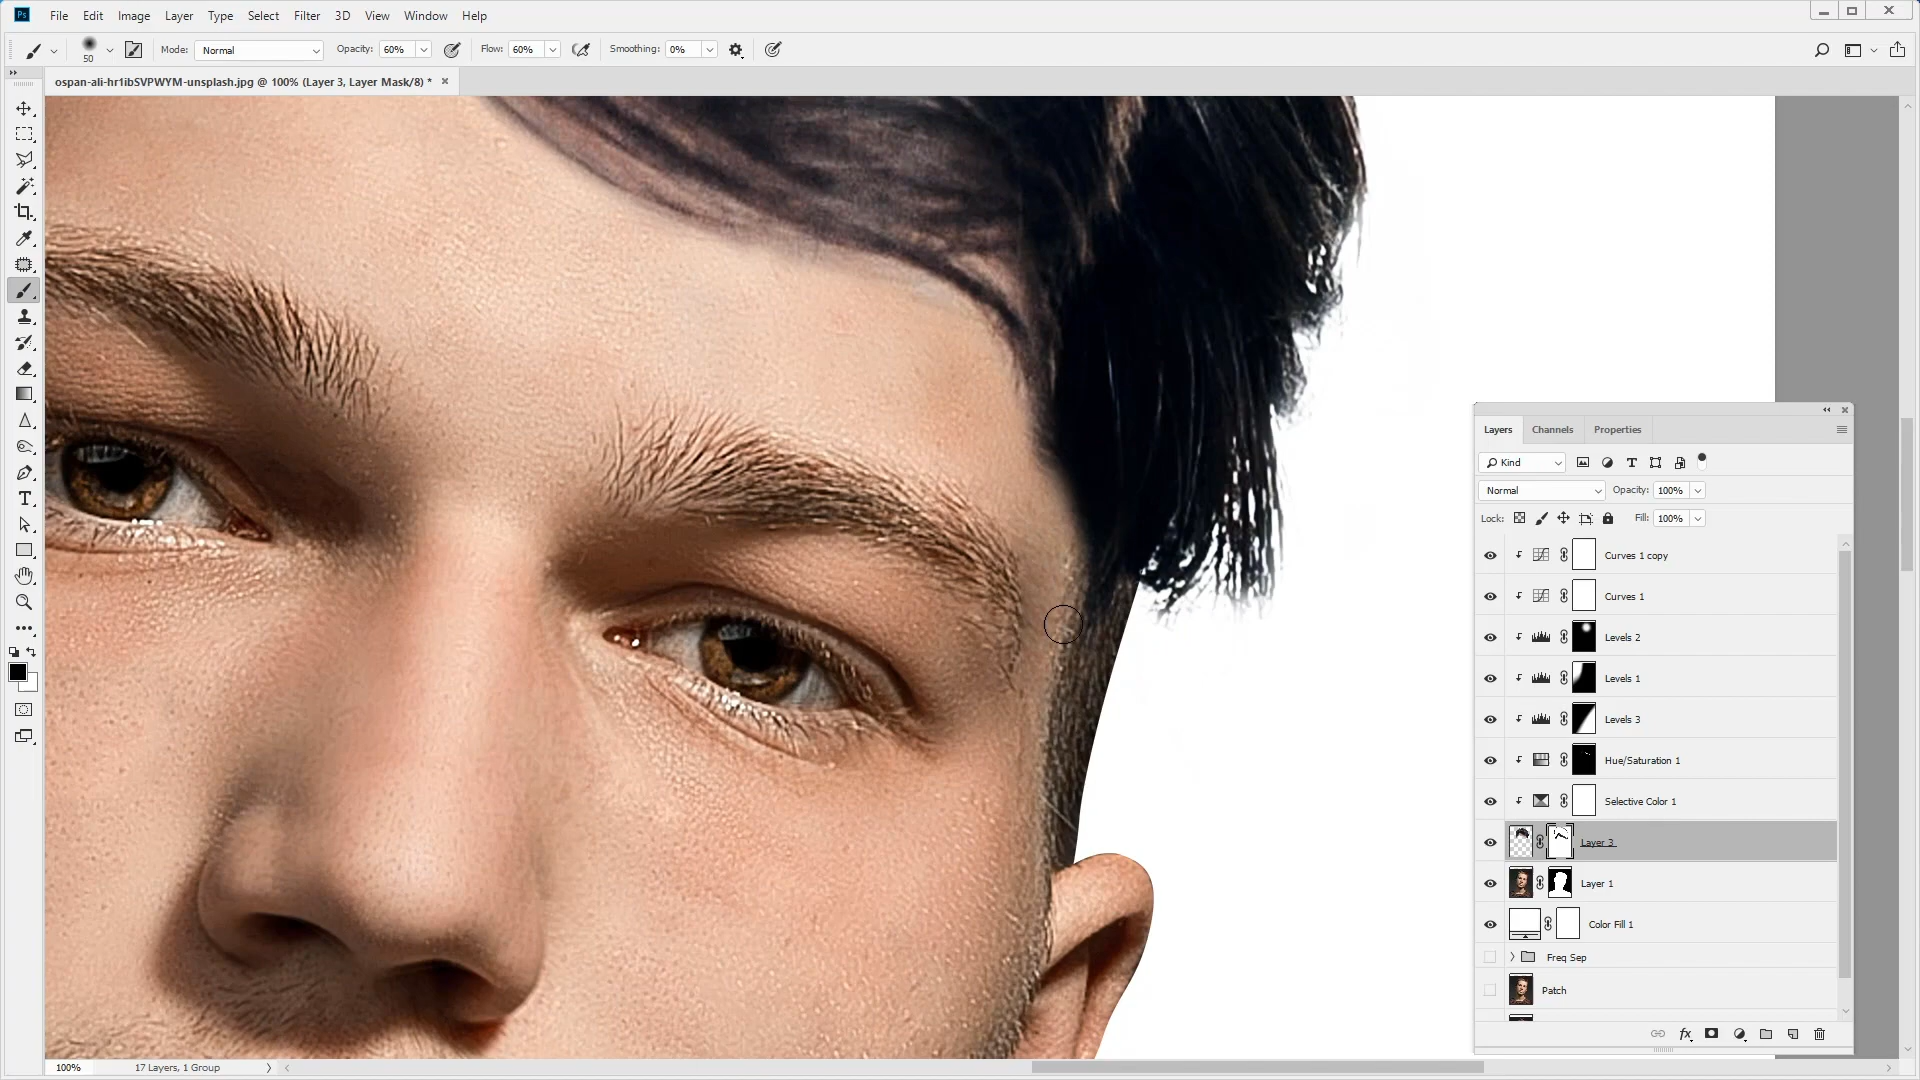 Ps File Edit Image Layer Type Select Filter 3D View Window Help
50 Mode: Normal Opacity: 60% Flow: 60% Smoothing: 0%
ospan-ali-hr1ibSVPWYM-unsplash.jpg @ 100% (Layer 3, Layer Mask/8) *
Layers Channels Properties
Kind
Normal Opacity: 100%
Lock: Fill: 100%
Curves 1 copy
Curves 1
Levels 2
Levels 1
Levels 3
Hue/Saturation 1
Selective Color 1
Layer 3
Layer 1
Color Fill 1
Freq Sep
Patch
fx
100% 17 Layers, 1 Group